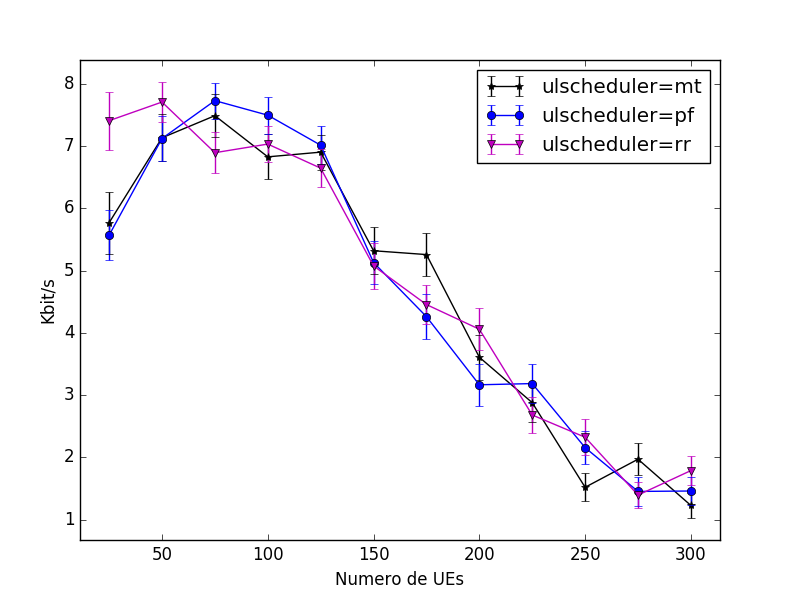 ulscheduler=mt
ulscheduler=pf
ulscheduler=rr
Kbit/s
8
7
6
5
4
3
2
1
50 100 150 200 250 300
Numero de UEs